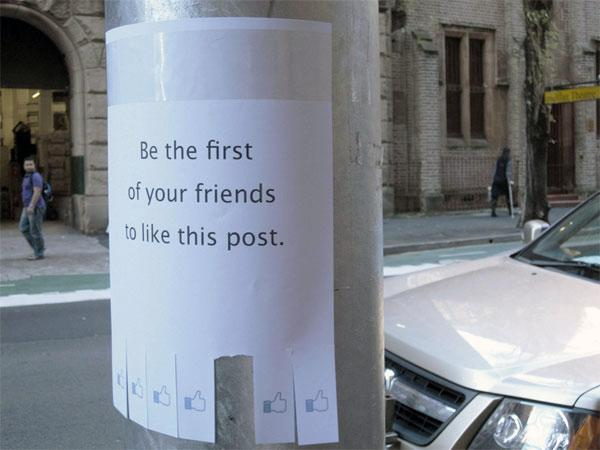 Be the first
of your friends
to like this post.